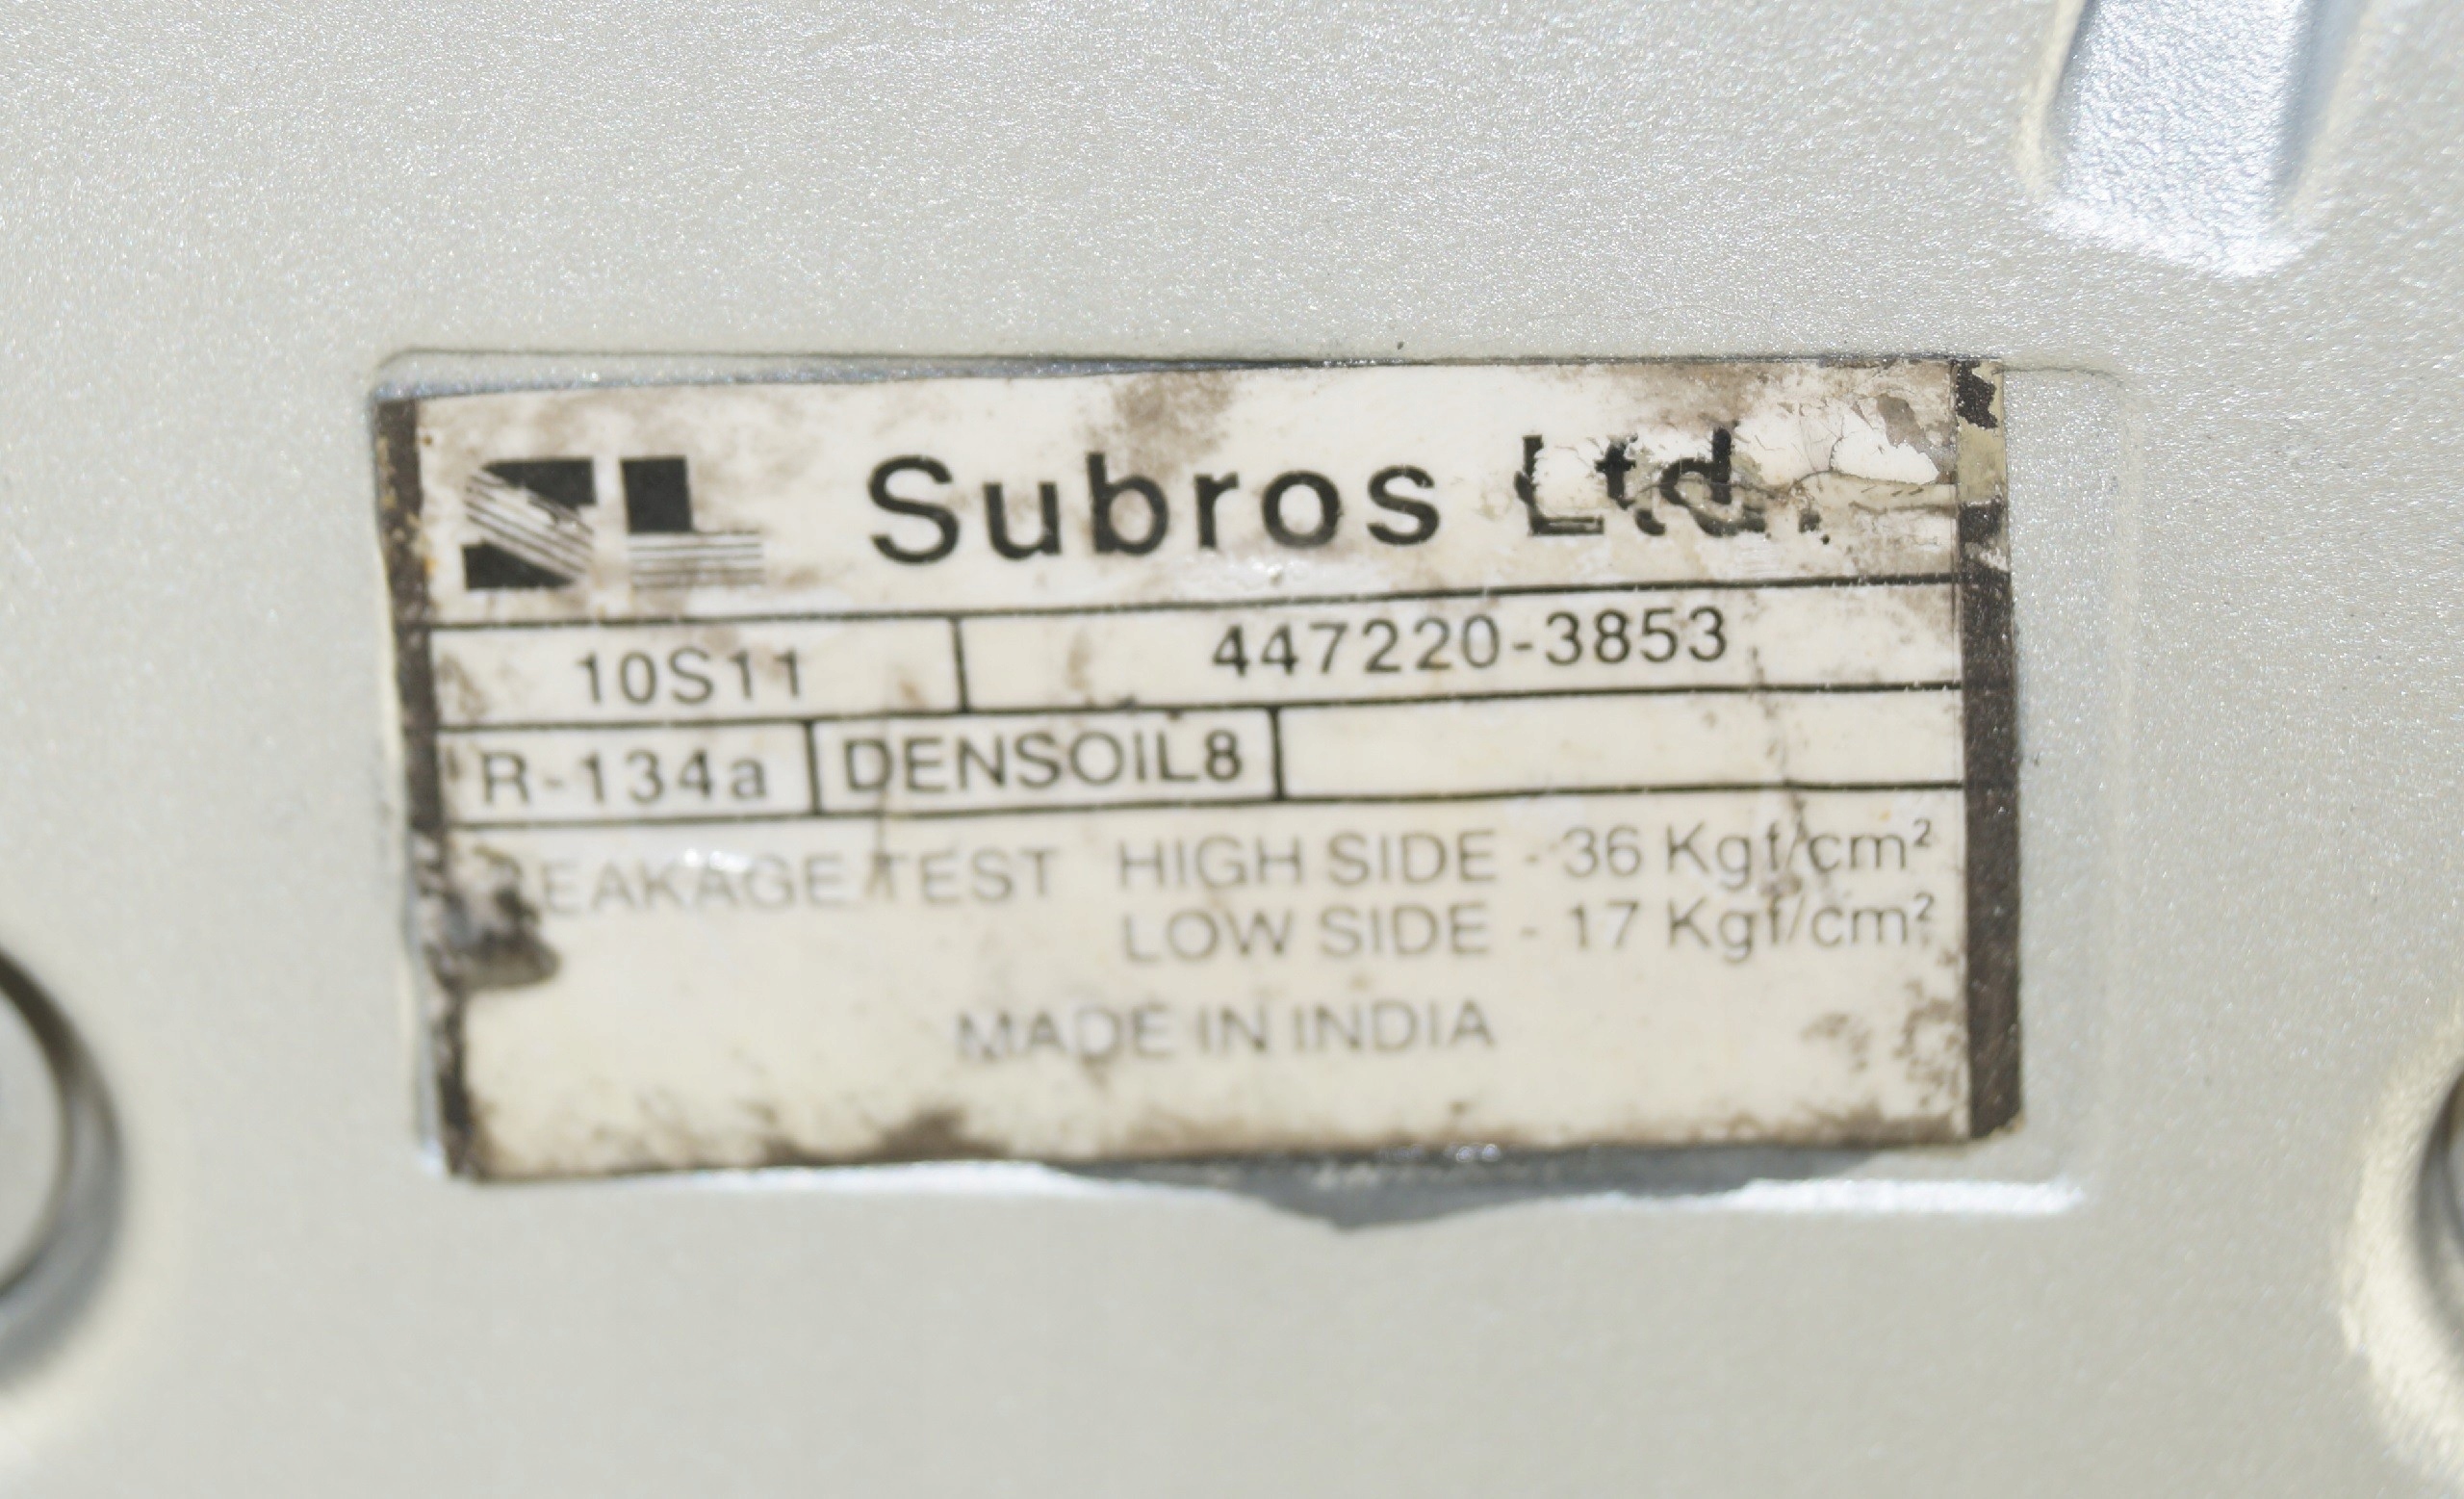 SL Subros Ltd.
10S11 447220-3853
R-134a DENSOIL8
LEAKAGE TEST HIGH SIDE - 36 Kgf/cm²
LOW SIDE - 17 Kgf/cm²
MADE IN INDIA